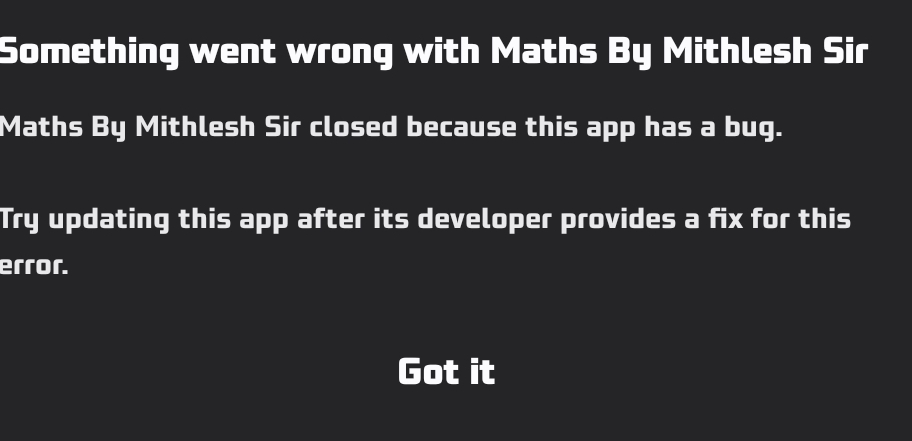 Something went wrong with Maths By Mithlesh Sir
Maths By Mithlesh Sir closed because this app has a bug.
Try updating this app after its developer provides a fix for this
error.
Got it